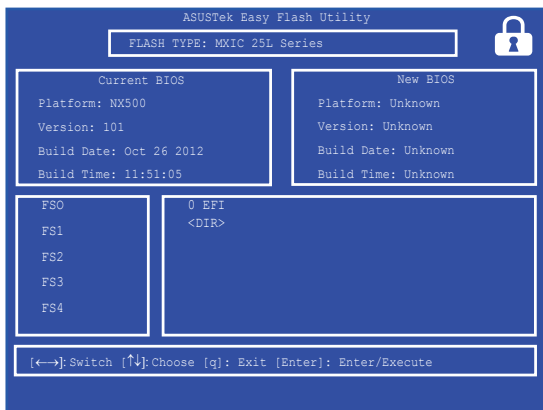 ASUSTek Easy Flash Utility
FLASH TYPE: MXIC 25L Series
Current BIOS
Platform: NX500
Version: 101
Build Date: Oct 26 2012
Build Time: 11:51:05
New BIOS
Platform: Unknown
Version: Unknown
Build Date: Unknown
Build Time: Unknown
FSO
FS1
FS2
FS3
FS4
0 EFI
<DIR>
[←→]: Switch [↑↓]: Choose [q]: Exit [Enter]: Enter/Execute